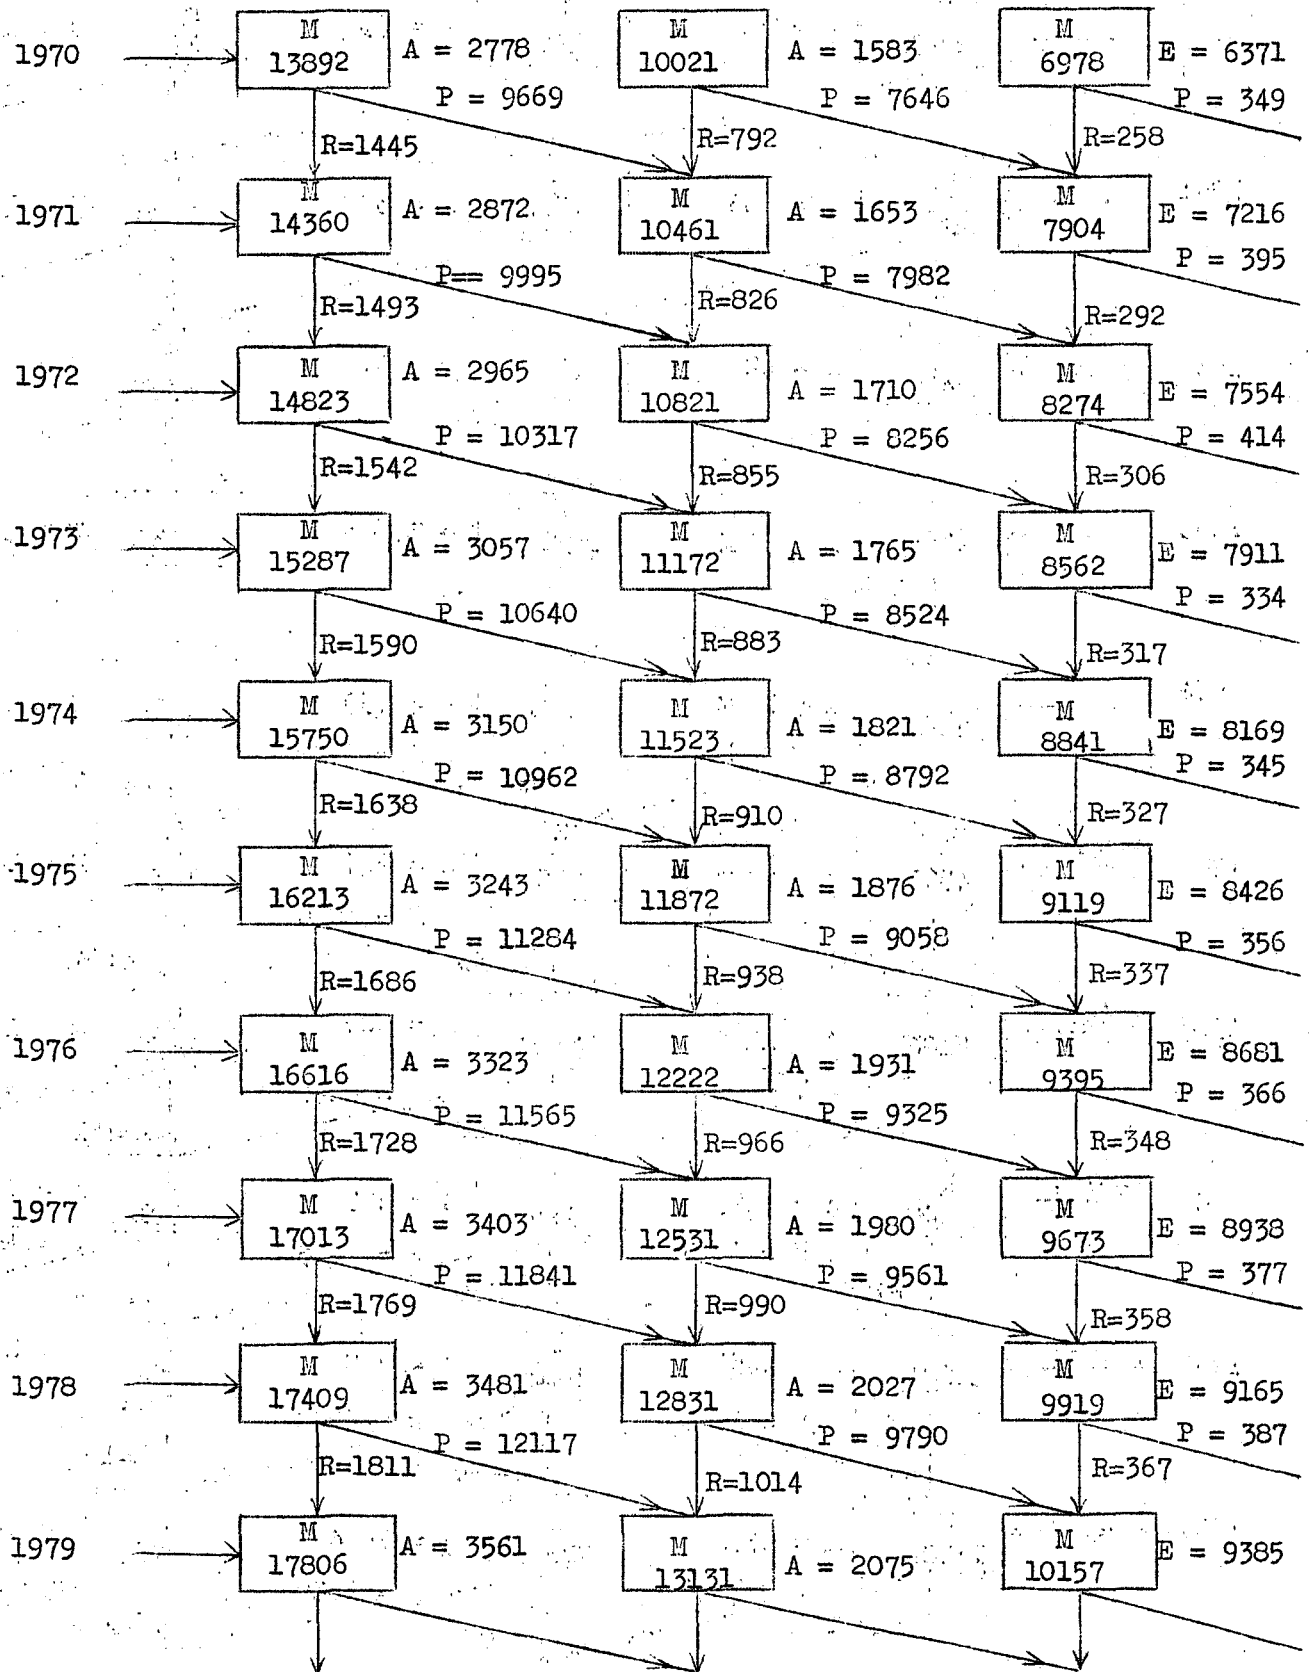 1970 M A = 2778 M A = 1583 M E = 6371
13892 10021 6978
P = 9669 P = 7646 P = 349
R=1445 R=792 R=258
1971 M A = 2872 M A = 1653 M E = 7216
14360 10461 7904
P== 9995 P = 7982 P = 395
R=1493 R=826 R=292
1972 M A = 2965 M A = 1710 M E = 7554
14823 10821 8274
P = 10317 P = 8256 P = 414
R=1542 R=855 R=306
1973 M A = 3057 M A = 1765 M E = 7911
15287 11172 8562
P = 10640 P = 8524 P = 334
R=1590 R=883 R=317
1974 M A = 3150 M A = 1821 M E = 8169
15750 11523 8841
P = 10962 P = 8792 P = 345
R=1638 R=910 R=327
1975 M A = 3243 M A = 1876 M E = 8426
16213 11872 9119
P = 11284 P = 9058 P = 356
R=1686 R=938 R=337
1976 M A = 3323 M A = 1931 M E = 8681
16616 12222 9395
P = 11565 P = 9325 P = 366
R=1728 R=966 R=348
1977 M A = 3403 M A = 1980 M E = 8938
17013 12531 9673
P = 11841 P = 9561 P = 377
R=1769 R=990 R=358
1978 M A = 3481 M A = 2027 M E = 9165
17409 12831 9919
P = 12117 P = 9790 P = 387
R=1811 R=1014 R=367
1979 M A = 3561 M A = 2075 M E = 9385
17806 13131 10157